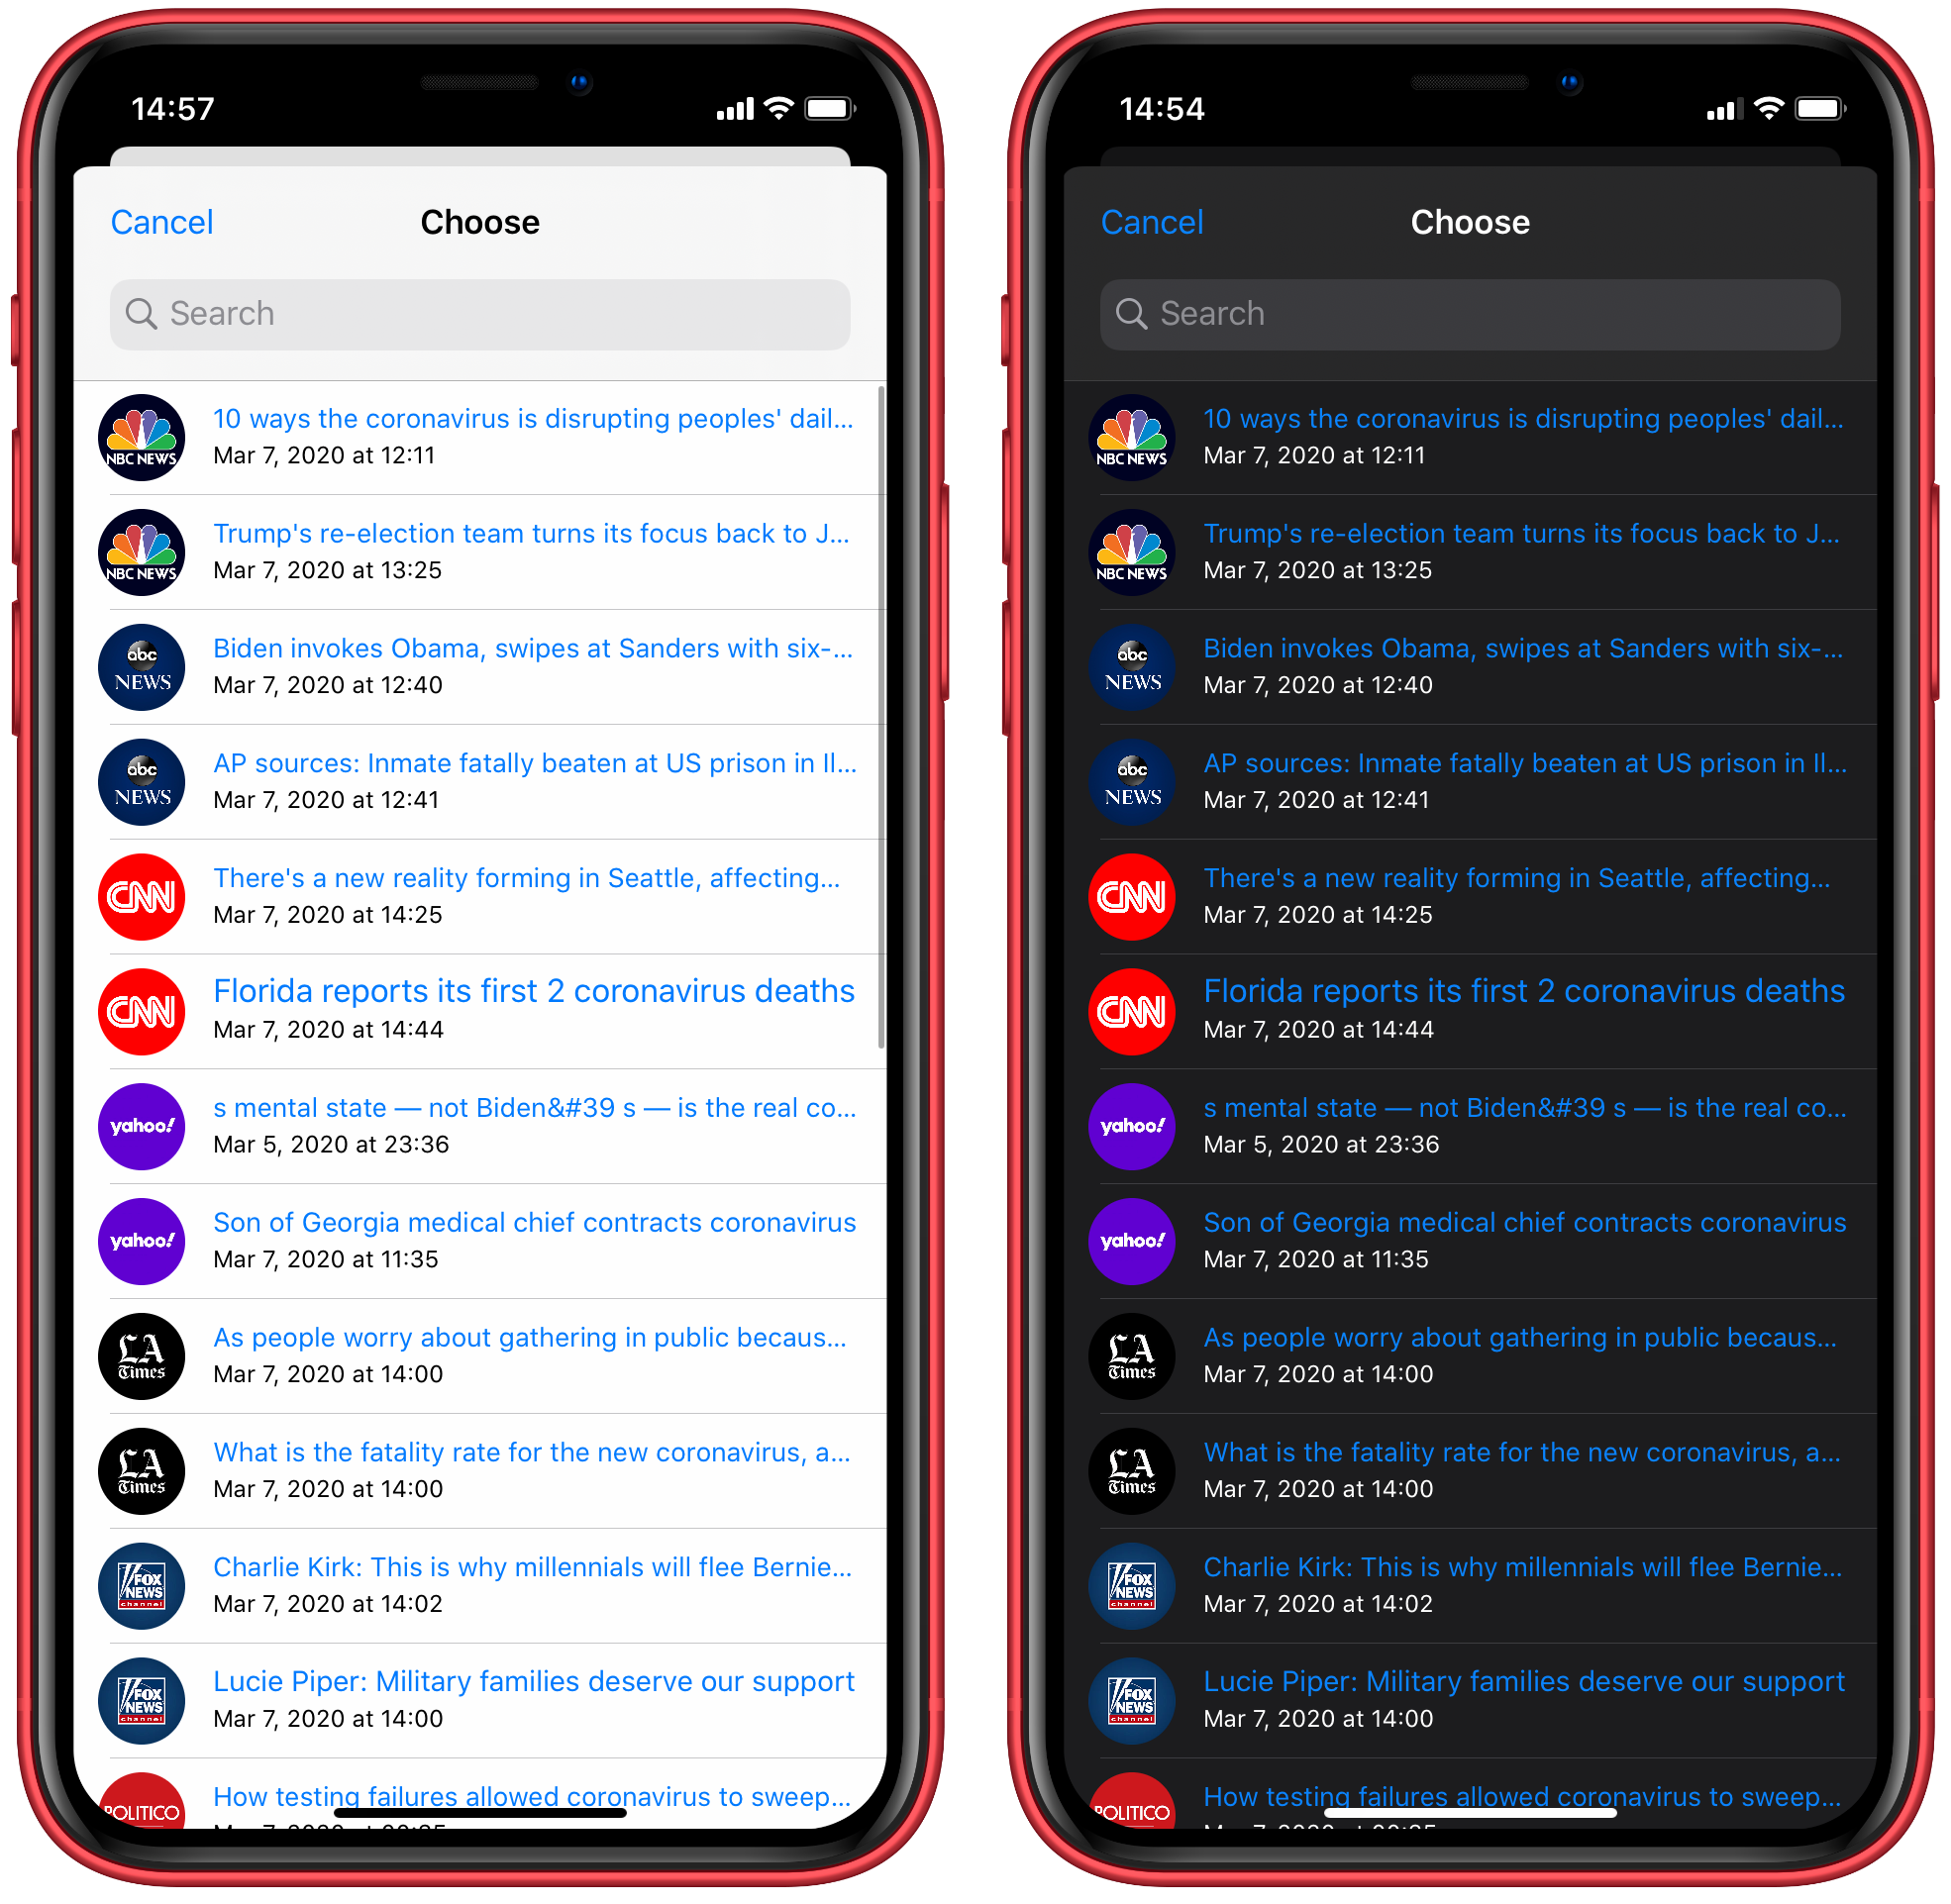 14:57
Cancel
Choose
Search
NBC NEWS
10 ways the coronavirus is disrupting peoples' dail...
Mar 7, 2020 at 12:11
NBC NEWS
Trump's re-election team turns its focus back to J...
Mar 7, 2020 at 13:25
abc
NEWS
Biden invokes Obama, swipes at Sanders with six-...
Mar 7, 2020 at 12:40
abc
NEWS
AP sources: Inmate fatally beaten at US prison in Il...
Mar 7, 2020 at 12:41
CNN
There's a new reality forming in Seattle, affecting...
Mar 7, 2020 at 14:25
CNN
Florida reports its first 2 coronavirus deaths
Mar 7, 2020 at 14:44
yahoo!
s mental state — not Biden&#39 s — is the real co...
Mar 5, 2020 at 23:36
yahoo!
Son of Georgia medical chief contracts coronavirus
Mar 7, 2020 at 11:35
LA
Times
As people worry about gathering in public becaus...
Mar 7, 2020 at 14:00
LA
Times
What is the fatality rate for the new coronavirus, a...
Mar 7, 2020 at 14:00
FOX
NEWS
channel
Charlie Kirk: This is why millennials will flee Bernie...
Mar 7, 2020 at 14:02
FOX
NEWS
channel
Lucie Piper: Military families deserve our support
Mar 7, 2020 at 14:00
POLITICO
How testing failures allowed coronavirus to sweep...
14:54
Cancel
Choose
Search
NBC NEWS
10 ways the coronavirus is disrupting peoples' dail...
Mar 7, 2020 at 12:11
NBC NEWS
Trump's re-election team turns its focus back to J...
Mar 7, 2020 at 13:25
abc
NEWS
Biden invokes Obama, swipes at Sanders with six-...
Mar 7, 2020 at 12:40
abc
NEWS
AP sources: Inmate fatally beaten at US prison in Il...
Mar 7, 2020 at 12:41
CNN
There's a new reality forming in Seattle, affecting...
Mar 7, 2020 at 14:25
CNN
Florida reports its first 2 coronavirus deaths
Mar 7, 2020 at 14:44
yahoo!
s mental state — not Biden&#39 s — is the real co...
Mar 5, 2020 at 23:36
yahoo!
Son of Georgia medical chief contracts coronavirus
Mar 7, 2020 at 11:35
LA
Times
As people worry about gathering in public becaus...
Mar 7, 2020 at 14:00
LA
Times
What is the fatality rate for the new coronavirus, a...
Mar 7, 2020 at 14:00
FOX
NEWS
channel
Charlie Kirk: This is why millennials will flee Bernie...
Mar 7, 2020 at 14:02
FOX
NEWS
channel
Lucie Piper: Military families deserve our support
Mar 7, 2020 at 14:00
POLITICO
How testing failures allowed coronavirus to sweep...